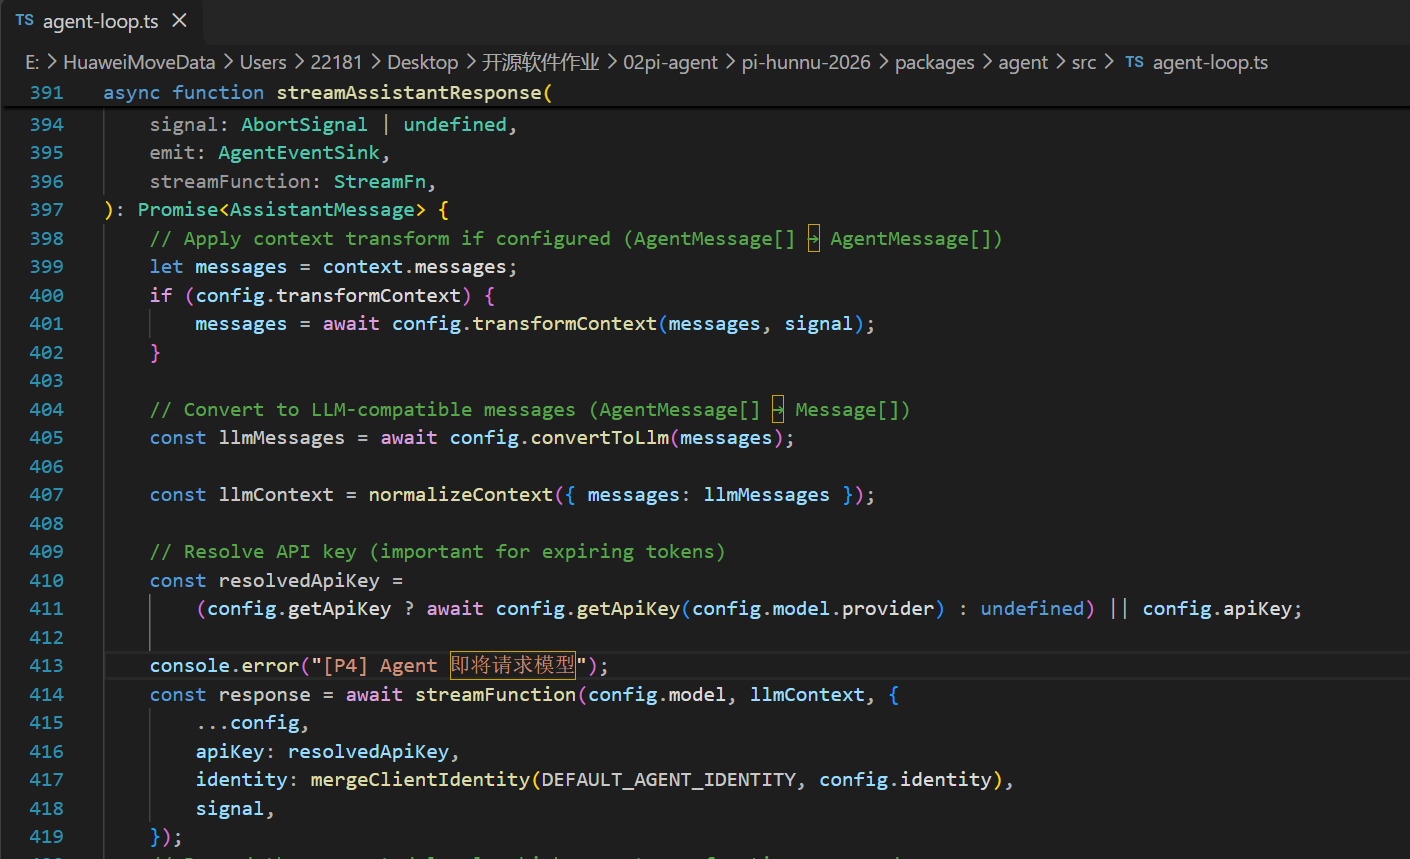 TS agent-loop.ts ×
E: > HuaweiMoveData > Users > 22181 > Desktop > 开源软件作业 > 02pi-agent > pi-hunnu-2026 > packages > agent > src > TS agent-loop.ts
391 async function streamAssistantResponse(
394 signal: AbortSignal | undefined,
395 emit: AgentEventSink,
396 streamFunction: StreamFn,
397 ): Promise<AssistantMessage> {
398 // Apply context transform if configured (AgentMessage[] → AgentMessage[])
399 let messages = context.messages;
400 if (config.transformContext) {
401 messages = await config.transformContext(messages, signal);
402 }
403
404 // Convert to LLM-compatible messages (AgentMessage[] → Message[])
405 const llmMessages = await config.convertToLlm(messages);
406
407 const llmContext = normalizeContext({ messages: llmMessages });
408
409 // Resolve API key (important for expiring tokens)
410 const resolvedApiKey =
411 (config.getApiKey ? await config.getApiKey(config.model.provider) : undefined) || config.apiKey;
412
413 console.error("[P4] Agent 即将请求模型");
414 const response = await streamFunction(config.model, llmContext, {
415 ...config,
416 apiKey: resolvedApiKey,
417 identity: mergeClientIdentity(DEFAULT_AGENT_IDENTITY, config.identity),
418 signal,
419 });